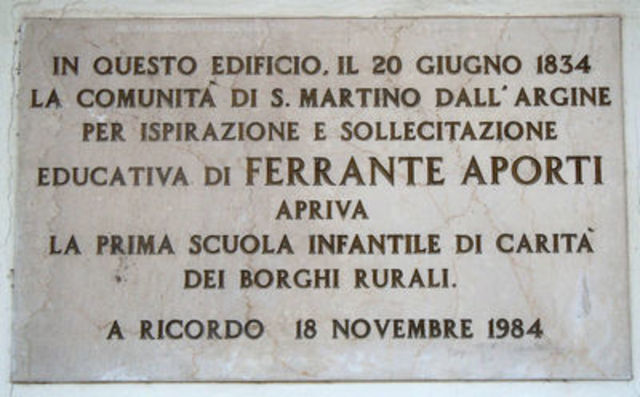 IN QUESTO EDIFICIO, IL 20 GIUGNO 1834
LA COMUNITÀ DI S. MARTINO DALL'ARGINE
PER ISPIRAZIONE E SOLLECITAZIONE
EDUCATIVA DI FERRANTE APORTI
APRIVA
LA PRIMA SCUOLA INFANTILE DI CARITÀ
DEI BORGHI RURALI.
A RICORDO 18 NOVEMBRE 1984